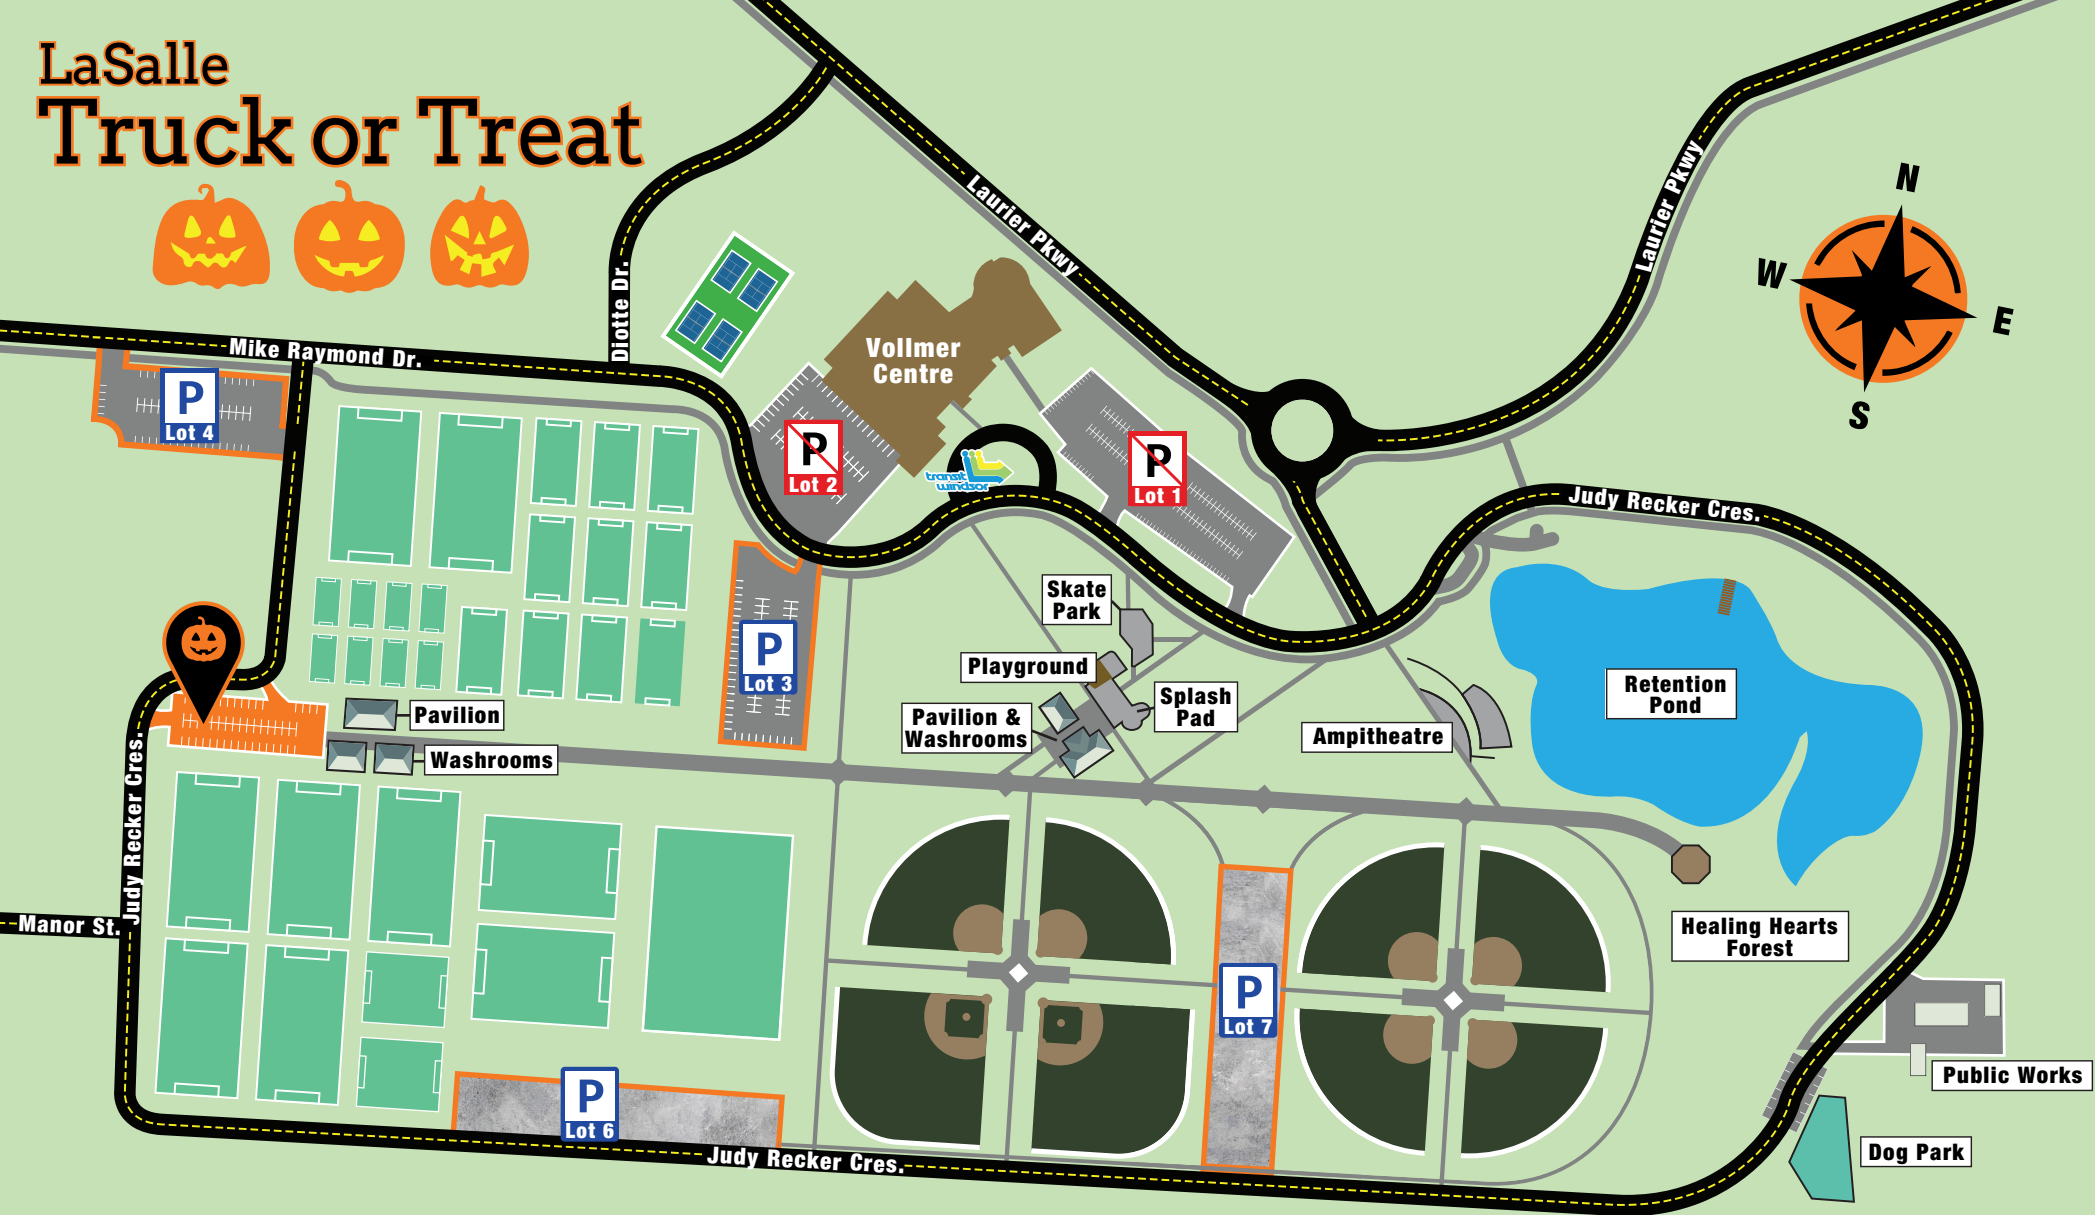 LaSalle
Truck or Treat
N
W
E
S
Laurier Pkwy
Laurier Pkwy
Diotte Dr.
Mike Raymond Dr.
P
Lot 4
Vollmer
Centre
P
Lot 2
transit
windsor
P
Lot 1
Judy Recker Cres.
Skate
Park
P
Lot 3
Playground
Splash
Pad
Pavilion &
Washrooms
Ampitheatre
Retention
Pond
Pavilion
Washrooms
Judy Recker Cres.
Manor St.
Healing Hearts
Forest
P
Lot 7
P
Lot 6
Public Works
Dog Park
Judy Recker Cres.